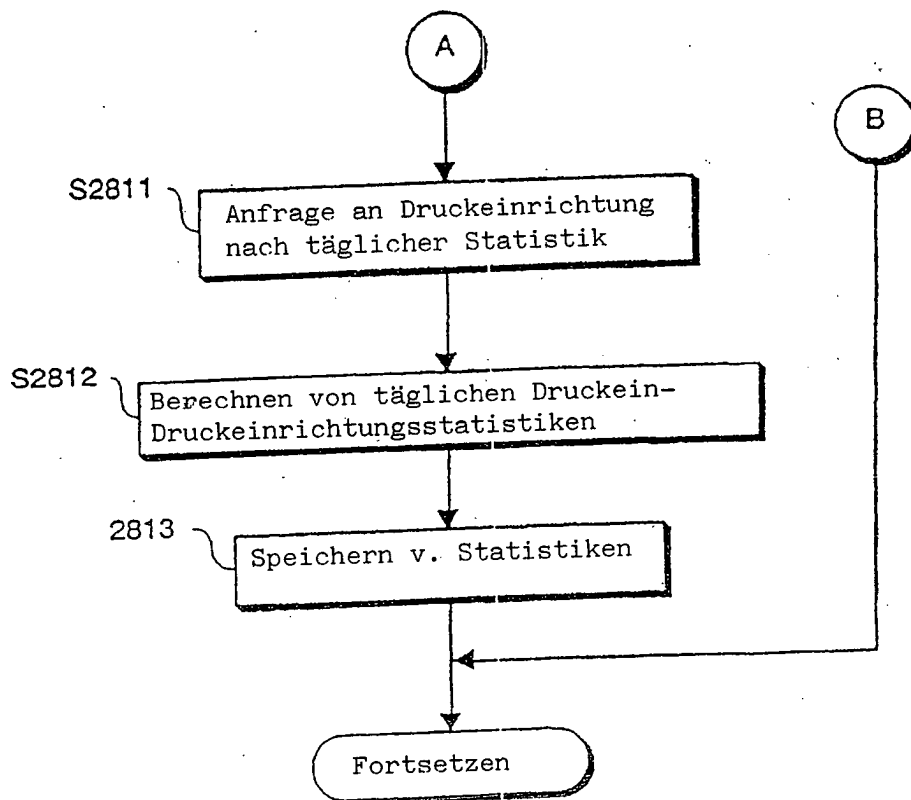 A
B
S2811
Anfrage an Druckeinrichtung
nach täglicher Statistik
S2812
Berechnen von täglichen Druckein-
Druckeinrichtungsstatistiken
2813
Speichern v. Statistiken
Fortsetzen